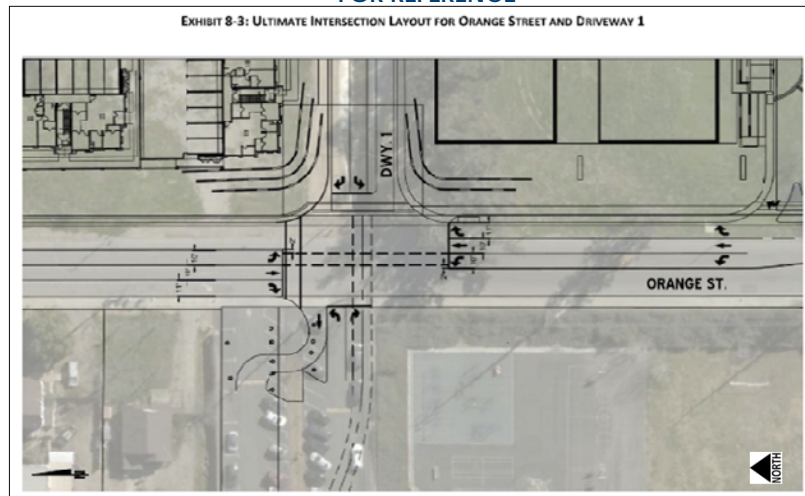 FOR REFERENCE
EXHIBIT 8-3: ULTIMATE INTERSECTION LAYOUT FOR ORANGE STREET AND DRIVEWAY 1
DWY. 1
ORANGE ST.
NORTH